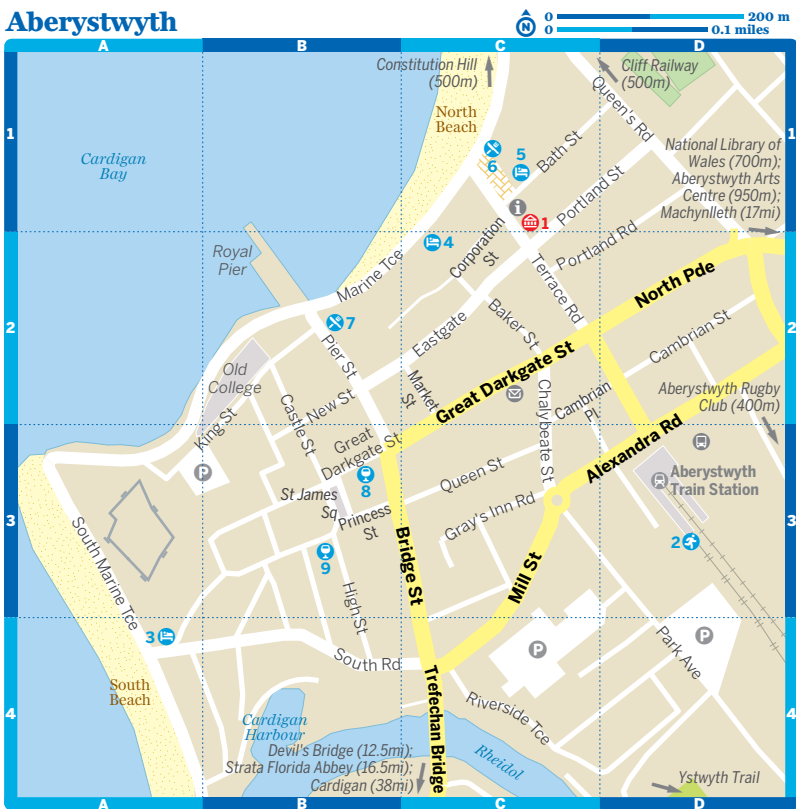 Aberystwyth
N
0 200 m
0 0.1 miles
A
B
C
D
1
1
Constitution Hill
(500m)
Cliff Railway
(500m)
Queen's Rd
North
Beach
Cardigan
Bay
6
5
Bath St
National Library of
Wales (700m);
Aberystwyth Arts
Centre (950m);
Machynlleth (17mi)
Portland St
i
1
Royal
Pier
Marine Tce
4
Corporation
St
Terrace Rd
Portland Rd
North Pde
2
2
7
Pier St
Eastgate
Baker St
Great Darkgate St
Cambrian St
Old
College
King St
Castle St
New St
Market
St
Chalybeate St
Cambrian
Pl
Aberystwyth Rugby
Club (400m)
Alexandra Rd
P
Great
Darkgate St
8
Queen St
Aberystwyth
Train Station
St James
Sq
Princess
St
Gray's Inn Rd
3
3
South Marine Tce
9
Bridge St
Mill St
2
High St
3
South Rd
P
P
Park Ave
South
Beach
Trefechan Bridge
Riverside Tce
4
4
Cardigan
Harbour
Rheidol
Devil's Bridge (12.5mi);
Strata Florida Abbey (16.5mi);
Cardigan (38mi)
Ystwyth Trail
A
B
C
D